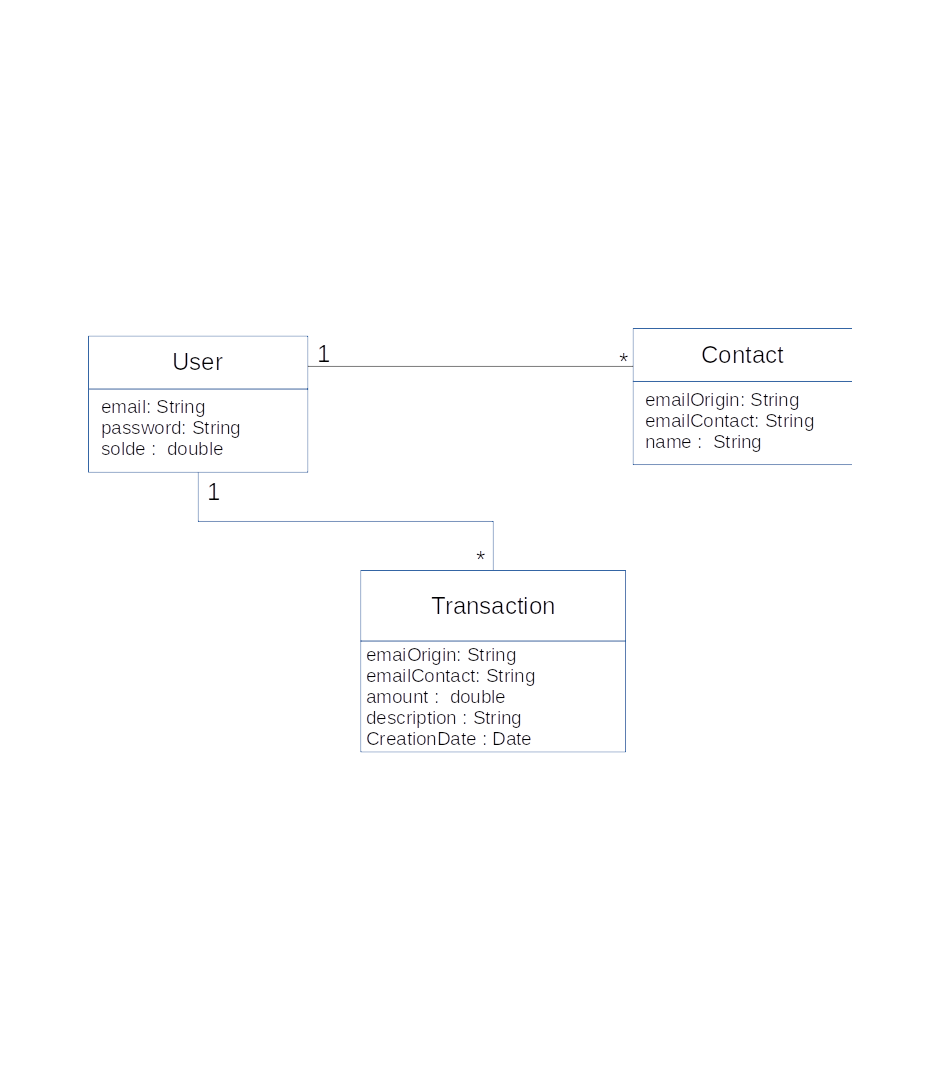 User
email: String
password: String
solde :  double
1
*
Contact
emailOrigin: String
emailContact: String
name :  String
1
*
Transaction
emaiOrigin: String
emailContact: String
amount :  double
description : String
CreationDate : Date